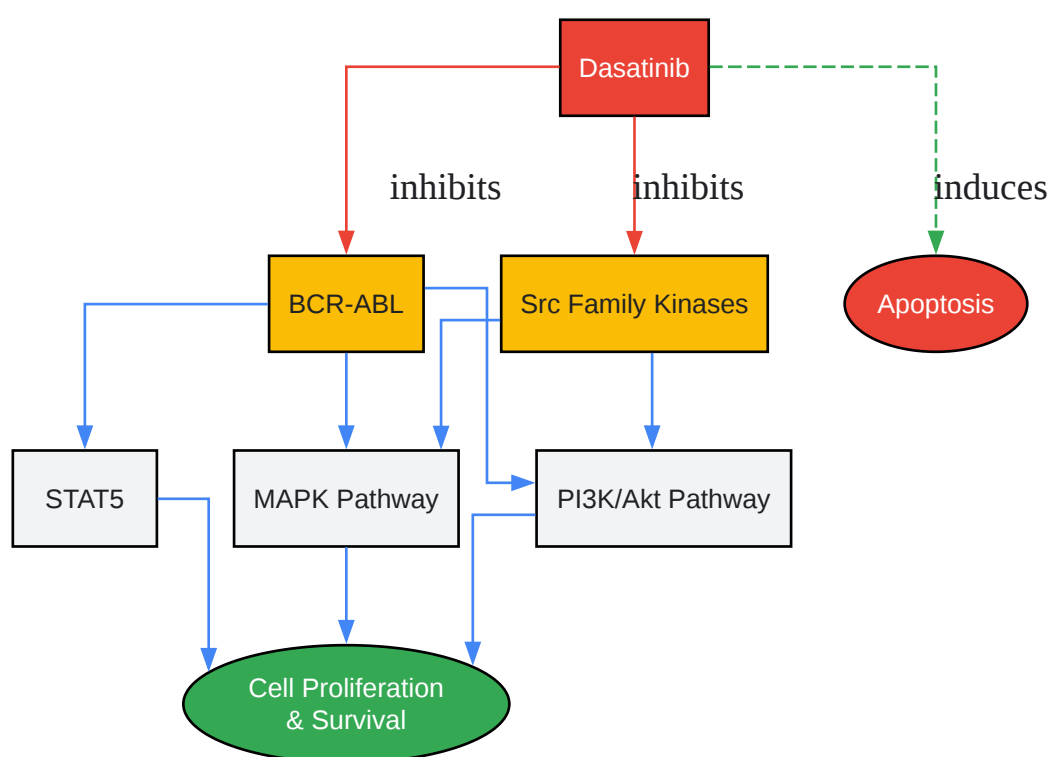 Dasatinib
inhibits
inhibits
induces
BCR-ABL
Src Family Kinases
Apoptosis
STAT5
MAPK Pathway
PI3K/Akt Pathway
Cell Proliferation
& Survival